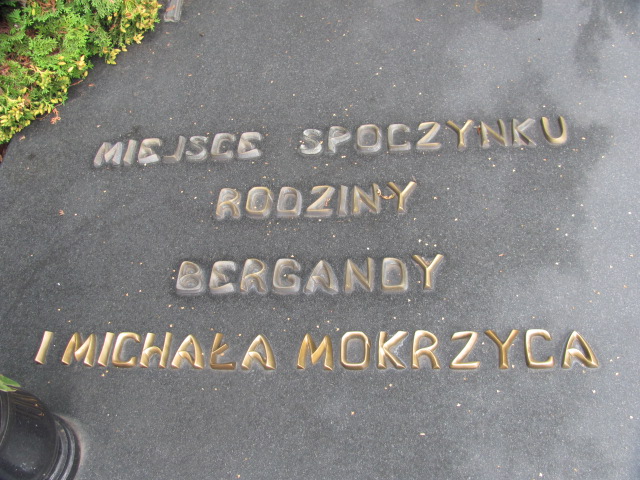 MIEJSCE SPOCZYNKU
RODZINY
BERGANDY
I MICHAŁA MOKRZYCA